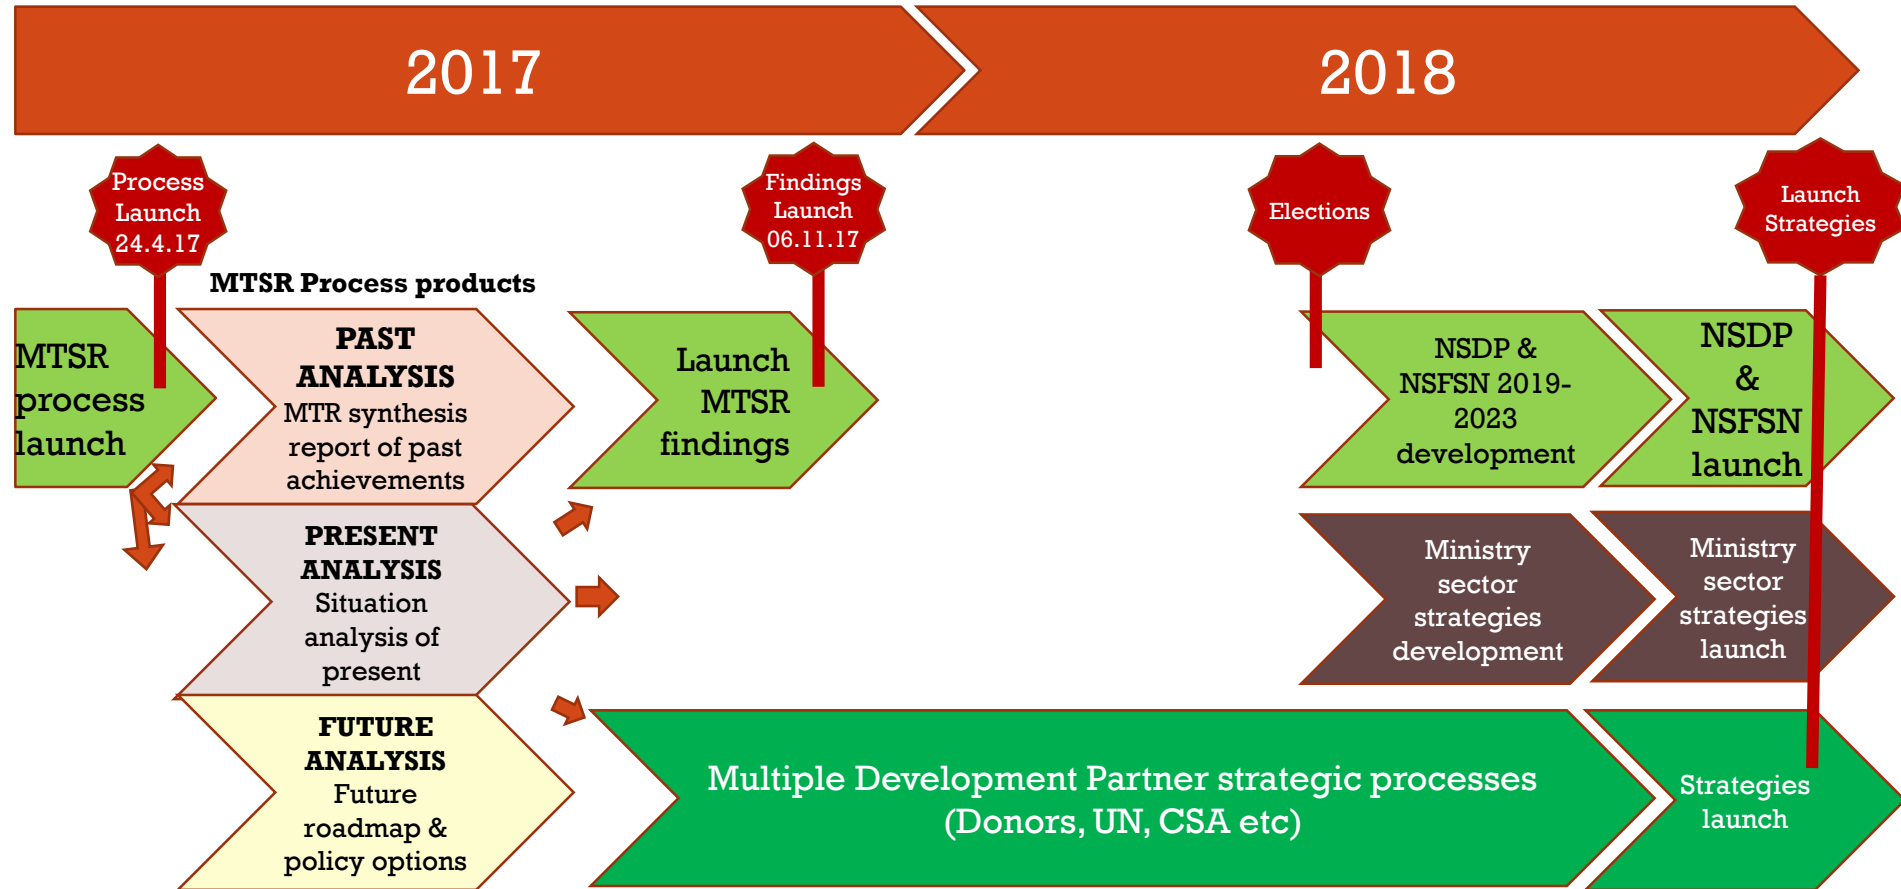 2017
2018
Process
Launch
24.4.17
Findings
Launch
06.11.17
Elections
Launch
Strategies
MTSR Process products
MTSR
process
launch
PAST
ANALYSIS
MTR synthesis
report of past
achievements
Launch
MTSR
findings
NSDP &
NSFSN 2019-
2023
development
NSDP
&
NSFSN
launch
PRESENT
ANALYSIS
Situation
analysis of
present
Ministry
sector
strategies
development
Ministry
sector
strategies
launch
FUTURE
ANALYSIS
Future
roadmap &
policy options
Multiple Development Partner strategic processes
(Donors, UN, CSA etc)
Strategies
launch